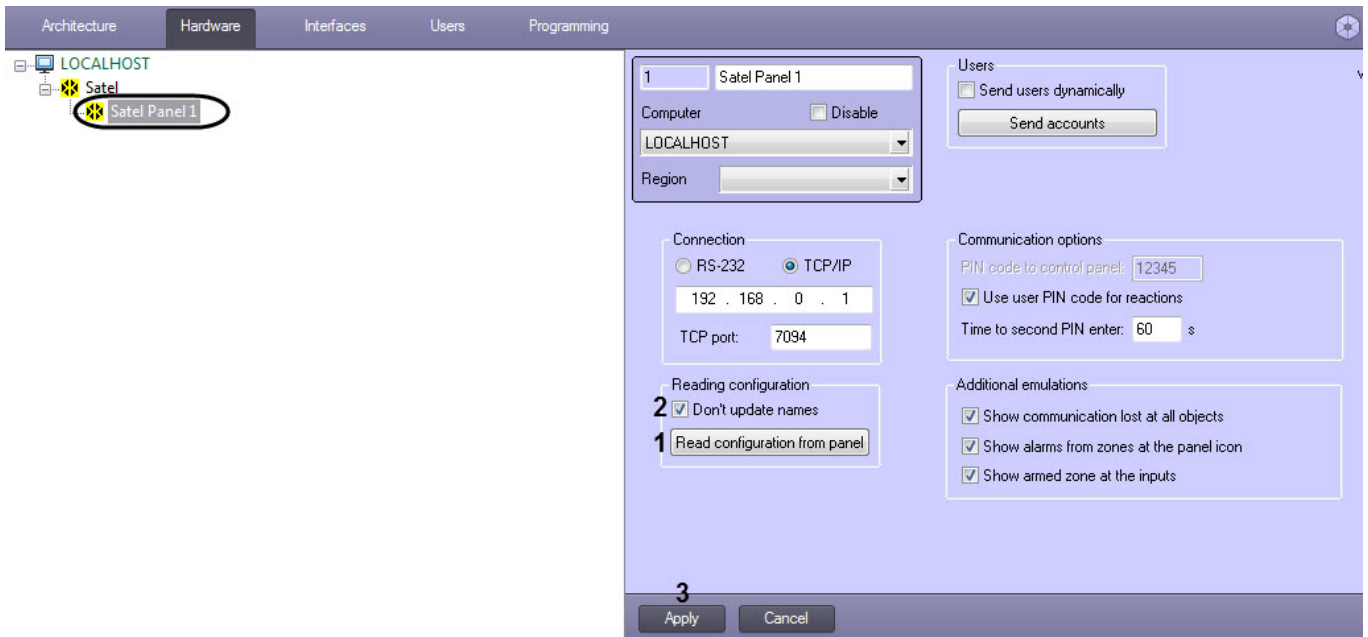 Architecture Hardware Interfaces Users Programming
LOCALHOST
Satel
Satel Panel 1
1 Satel Panel 1
Computer Disable
LOCALHOST
Region
Users
Send users dynamically
Send accounts
Connection
RS-232 TCP/IP
192 . 168 . 0 . 1
TCP port: 7094
Communication options
PIN code to control panel: 12345
Use user PIN code for reactions
Time to second PIN enter: 60 s
Reading configuration
2 Don't update names
1 Read configuration from panel
Additional emulations
Show communication lost at all objects
Show alarms from zones at the panel icon
Show armed zone at the inputs
3
Apply Cancel